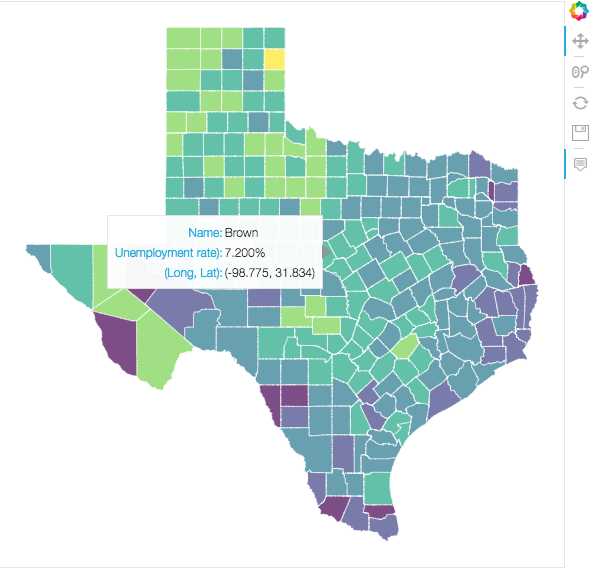 Name: Brown
Unemployment rate): 7.200%
(Long, Lat): (-98.775, 31.834)